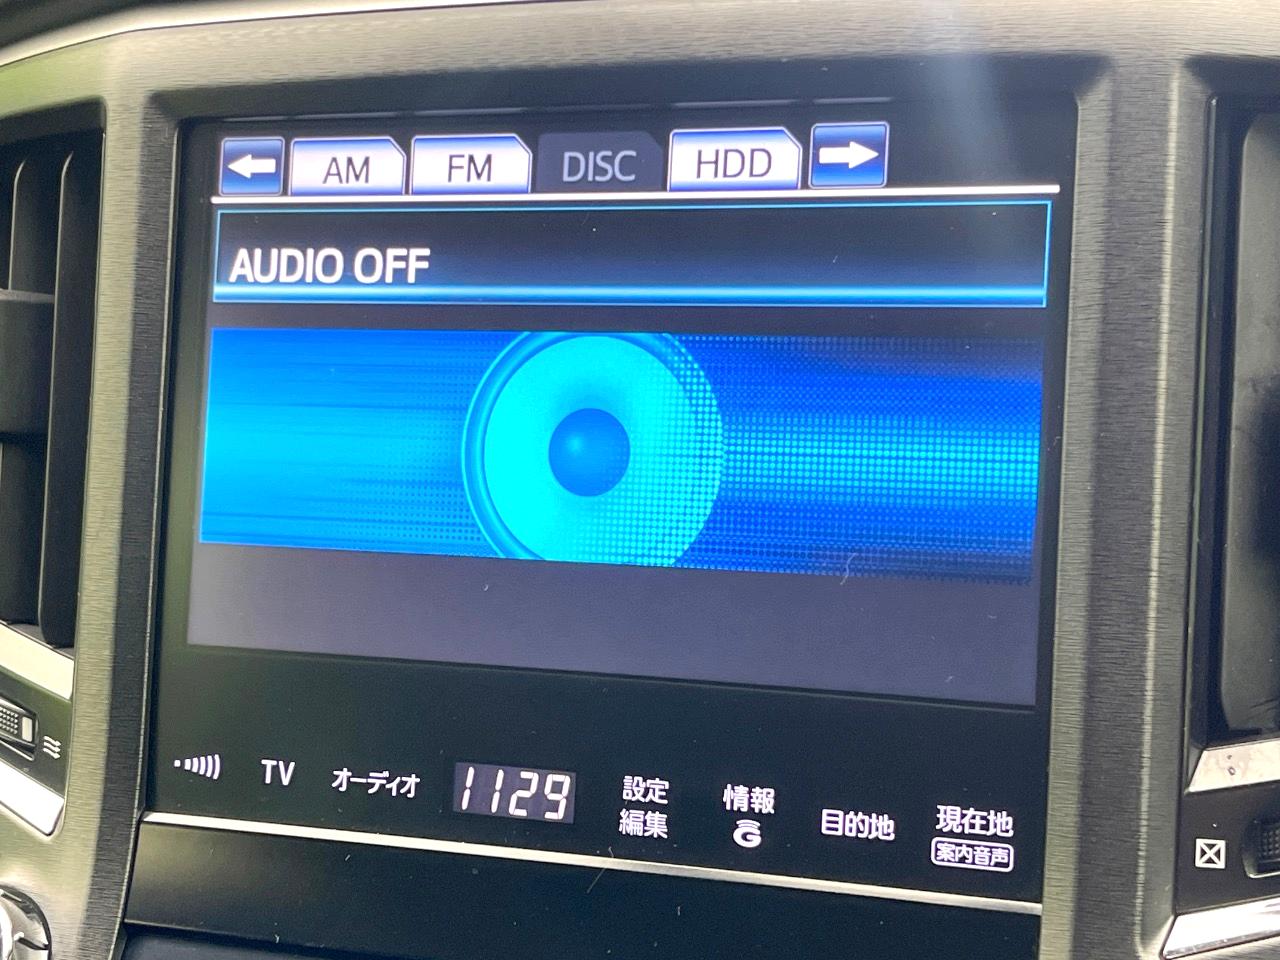 AM FM DISC HDD
AUDIO OFF
TV オーディオ 1129 設定 情報 目的地 現在地
編集 G 案内音声